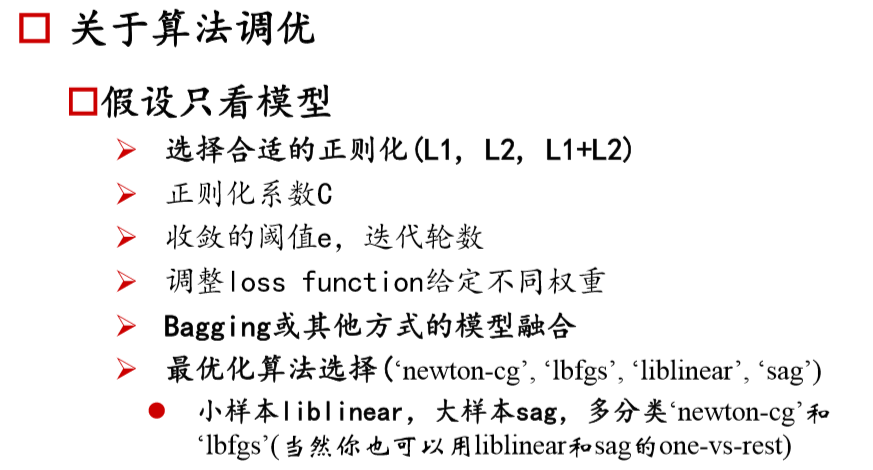 关于算法调优
假设只看模型
选择合适的正则化(L1, L2, L1+L2)
正则化系数C
收敛的阈值e，迭代轮数
调整loss function给定不同权重
Bagging或其他方式的模型融合
最优化算法选择(‘newton-cg’, ‘lbfgs’, ‘liblinear’, ‘sag’)
小样本liblinear，大样本sag，多分类‘newton-cg’和
‘lbfgs’(当然你也可以用liblinear和sag的one-vs-rest)